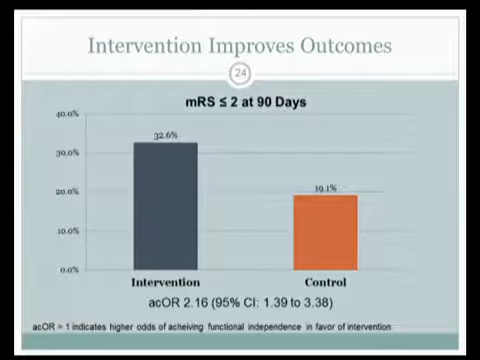 Intervention Improves Outcomes
24
mRS ≤ 2 at 90 Days
40.0%
32.6%
30.0%
20.0%
19.1%
10.0%
0.0%
Intervention
Control
acOR 2.16 (95% CI: 1.39 to 3.38)
acOR > 1 indicates higher odds of acheiving functional independence in favor of intervention